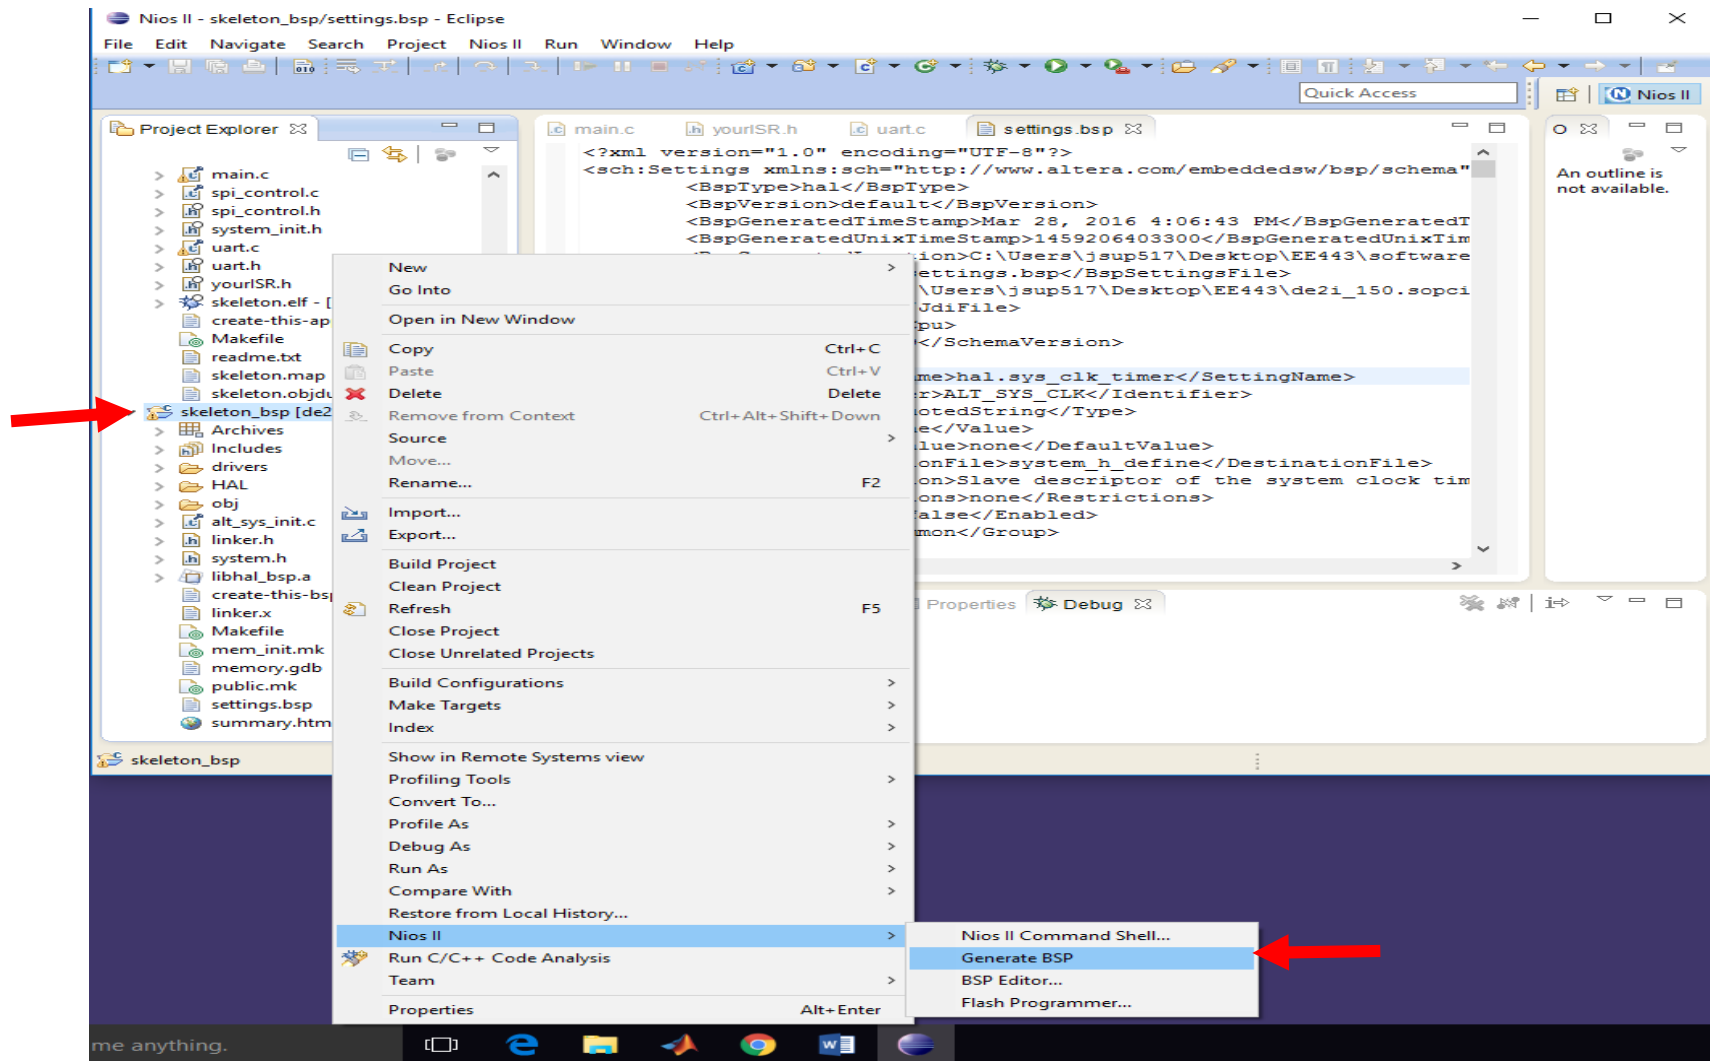 Nios II - skeleton_bsp/settings.bsp - Eclipse
File Edit Navigate Search Project Nios II Run Window Help
010
Quick Access
Nios II
Project Explorer
main.c
spi_control.c
spi_control.h
system_init.h
uart.c
uart.h
yourISR.h
skeleton.elf - [
create-this-ap
Makefile
readme.txt
skeleton.map
skeleton.objdu
skeleton_bsp [de2
Archives
Includes
drivers
HAL
obj
alt_sys_init.c
linker.h
system.h
libhal_bsp.a
create-this-bsp
linker.x
Makefile
mem_init.mk
memory.gdb
public.mk
settings.bsp
summary.htm
main.c yourISR.h uart.c settings.bsp
<?xml version="1.0" encoding="UTF-8"?>
<sch:Settings xmlns:sch="http://www.altera.com/embeddedsw/bsp/schema"
<BspType>hal</BspType>
<BspVersion>default</BspVersion>
<BspGeneratedTimeStamp>Mar 28, 2016 4:06:43 PM</BspGeneratedT
<BspGeneratedUnixTimeStamp>1459206403300</BspGeneratedUnixTim
ion>C:\Users\jsup517\Desktop\EE443\software
ettings.bsp</BspSettingsFile>
\Users\jsup517\Desktop\EE443\de2i_150.sopci
JdiFile>
pu>
</SchemaVersion>
me>hal.sys_clk_timer</SettingName>
r>ALT_SYS_CLK</Identifier>
otedString</Type>
e</Value>
lue>none</DefaultValue>
onFile>system_h_define</DestinationFile>
on>Slave descriptor of the system clock tim
ons>none</Restrictions>
alse</Enabled>
mon</Group>
O
An outline is
not available.
Properties Debug
New
Go Into
Open in New Window
Copy Ctrl+C
Paste Ctrl+V
Delete Delete
Remove from Context Ctrl+Alt+Shift+Down
Source
Move...
Rename... F2
Import...
Export...
Build Project
Clean Project
Refresh F5
Close Project
Close Unrelated Projects
Build Configurations
Make Targets
Index
Show in Remote Systems view
Profiling Tools
Convert To...
Profile As
Debug As
Run As
Compare With
Restore from Local History...
Nios II
Run C/C++ Code Analysis
Team
Properties Alt+Enter
Nios II Command Shell...
Generate BSP
BSP Editor...
Flash Programmer...
skeleton_bsp
me anything.